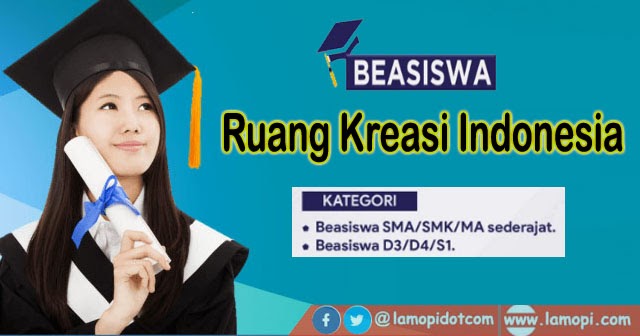 BEASISWA
Ruang Kreasi Indonesia
KATEGORI
• Beasiswa SMA/SMK/MA sederajat.
• Beasiswa D3/D4/S1.
@lamopidotcom www.lamopi.com